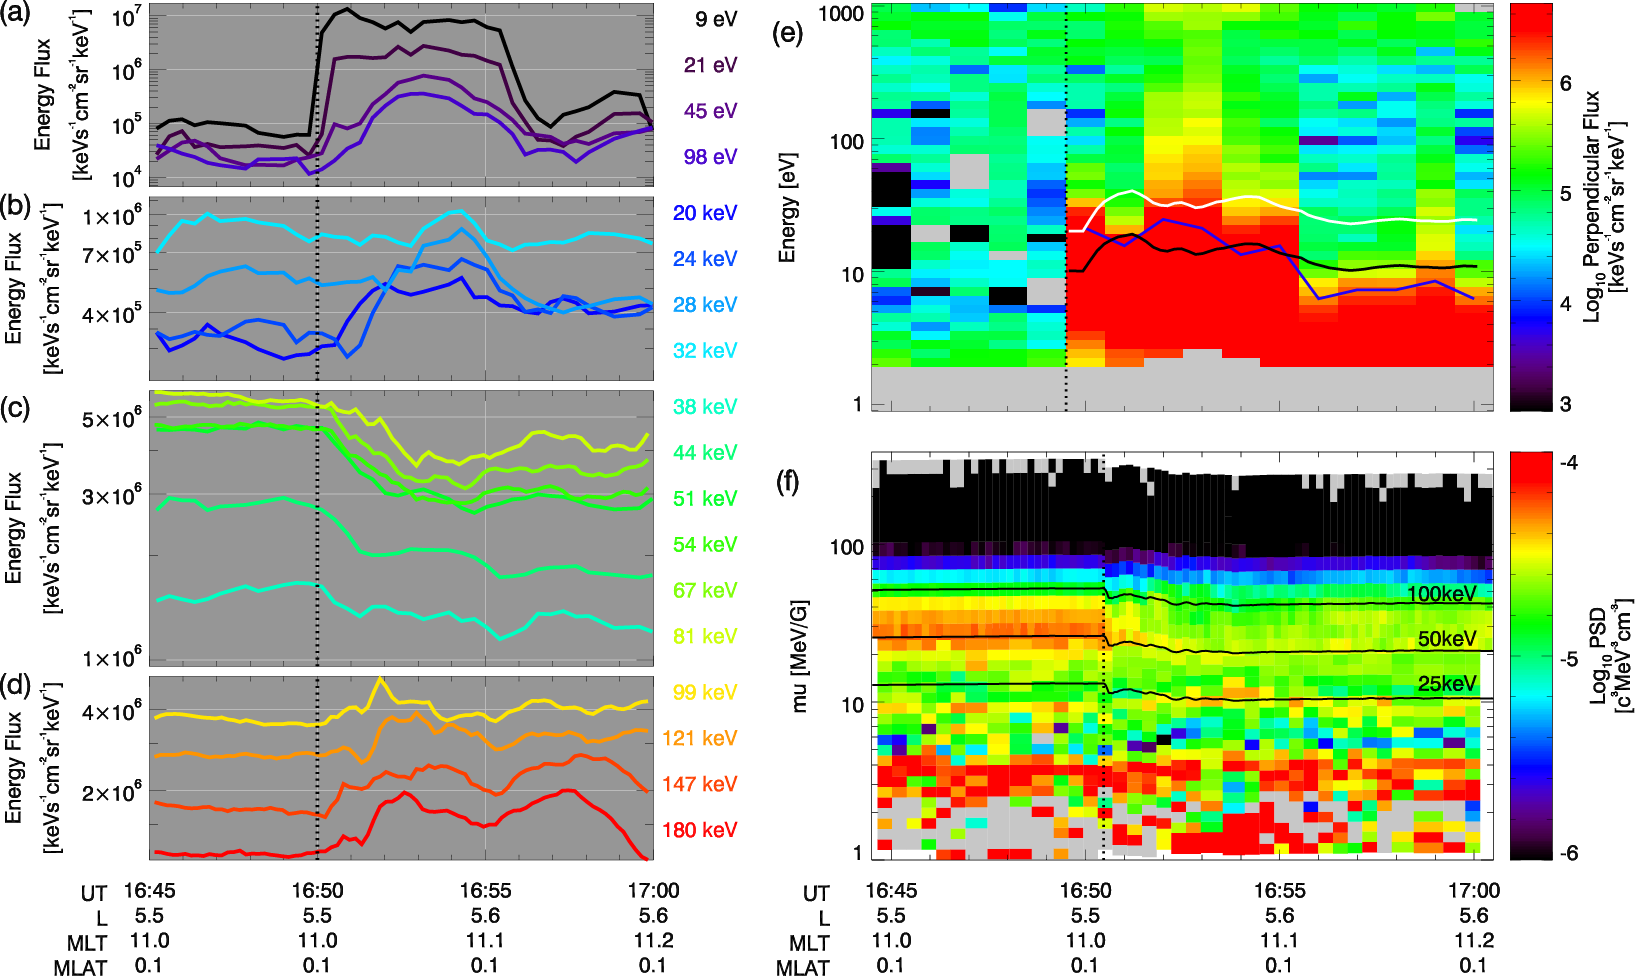 (a)
10⁷
10⁶
10⁵
10⁴
Energy Flux
[keVs⁻¹cm⁻²sr⁻¹keV⁻¹]
9 eV
21 eV
45 eV
98 eV
(b)
1×10⁶
7×10⁵
4×10⁵
Energy Flux
[keVs⁻¹cm⁻²sr⁻¹keV⁻¹]
20 keV
24 keV
28 keV
32 keV
(c)
5×10⁶
3×10⁶
1×10⁶
Energy Flux
[keVs⁻¹cm⁻²sr⁻¹keV⁻¹]
38 keV
44 keV
51 keV
54 keV
67 keV
81 keV
(d)
4×10⁶
2×10⁶
Energy Flux
[keVs⁻¹cm⁻²sr⁻¹keV⁻¹]
99 keV
121 keV
147 keV
180 keV
UT 16:45 16:50 16:55 17:00
L 5.5 5.5 5.6 5.6
MLT 11.0 11.0 11.1 11.2
MLAT 0.1 0.1 0.1 0.1
(e)
1000
100
10
1
Energy [eV]
6
5
4
3
Log₁₀ Perpendicular Flux
[keVs⁻¹cm⁻²sr⁻¹keV⁻¹]
(f)
100
10
1
mu [MeV/G]
100keV
50keV
25keV
-4
-5
-6
Log₁₀ PSD
[c³MeV⁻³cm⁻³]
16:45 16:50 16:55 17:00
5.5 5.5 5.6 5.6
11.0 11.0 11.1 11.2
0.1 0.1 0.1 0.1